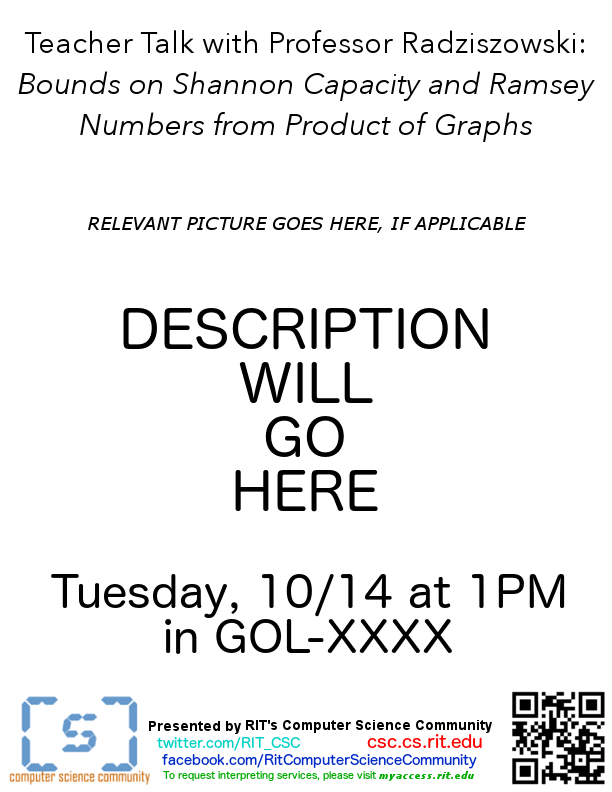 Teacher Talk with Professor Radziszowski:
Bounds on Shannon Capacity and Ramsey
Numbers from Product of Graphs
RELEVANT PICTURE GOES HERE, IF APPLICABLE
DESCRIPTION
WILL
GO
HERE
Tuesday, 10/14 at 1PM
in GOL-XXXX
[s]
computer science community
Presented by RIT's Computer Science Community
twitter.com/RIT_CSC csc.cs.rit.edu
facebook.com/RitComputerScienceCommunity
To request interpreting services, please visit myaccess.rit.edu